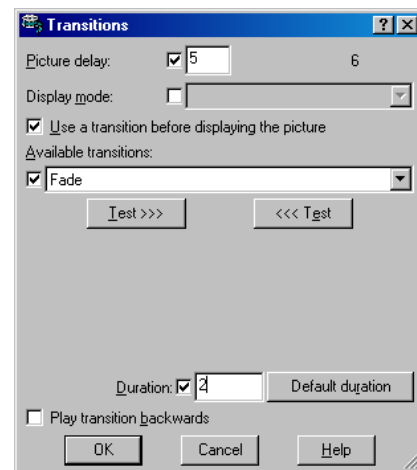 Transitions
Picture delay: 5 6
Display mode:
Use a transition before displaying the picture
Available transitions:
Fade
Test >>> <<< Test
Duration: 2 Default duration
Play transition backwards
OK Cancel Help